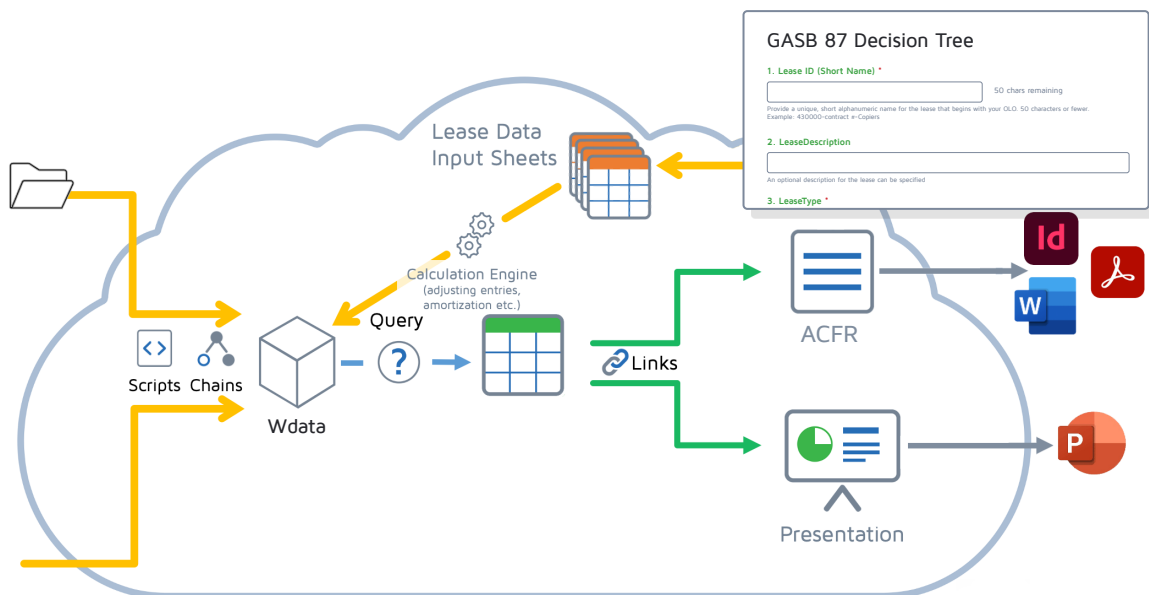 GASB 87 Decision Tree
1. Lease ID (Short Name) *
50 chars remaining
Provide a unique, short alphanumeric name for the lease that begins with your OLO. 50 characters or fewer.
Example: 430000-contract e-Copiers
2. LeaseDescription
An optional description for the lease can be specified
3. LeaseType *
Lease Data
Input Sheets
Calculation Engine
(adjusting entries,
amortization etc.)
Query
?
Scripts
Chains
Wdata
Links
ACFR
Presentation
Id
W
P